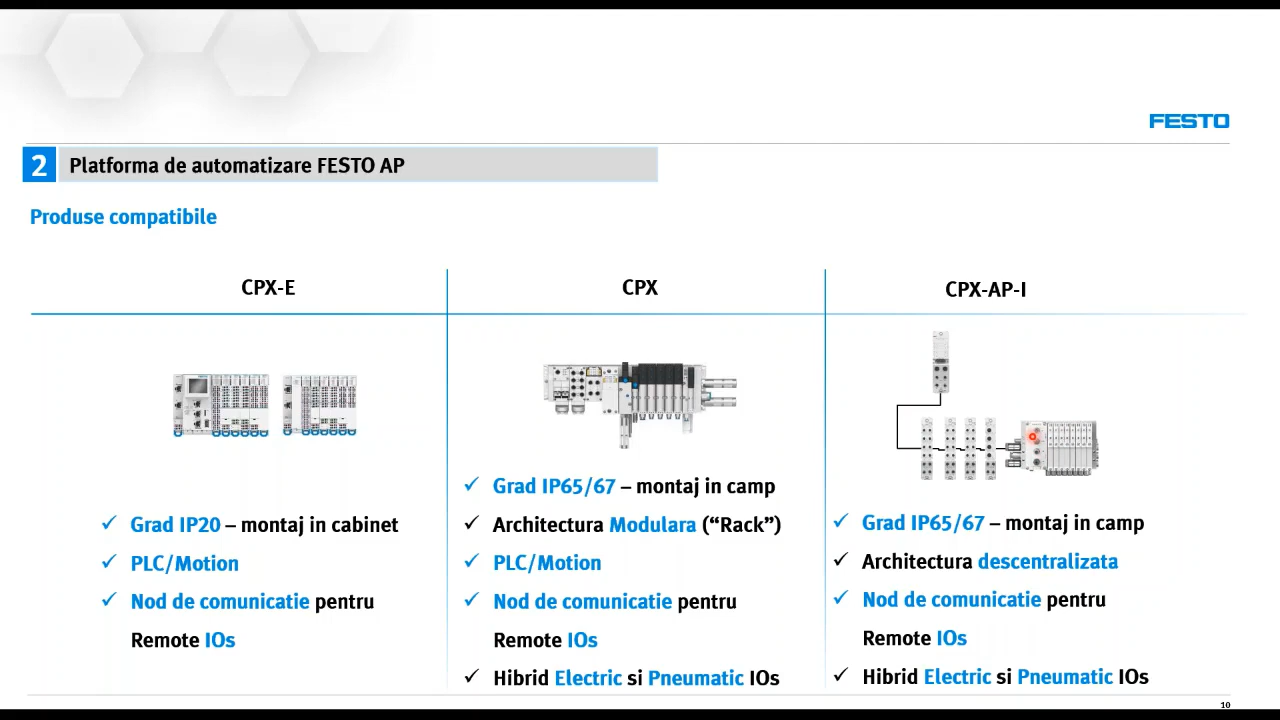 FESTO
2 Platforma de automatizare FESTO AP
Produse compatibile
CPX-E
CPX
CPX-AP-I
✓ Grad IP20 – montaj in cabinet
✓ PLC/Motion
✓ Nod de comunicatie pentru
Remote IOs
✓ Grad IP65/67 – montaj in camp
✓ Architectura Modulara (“Rack”)
✓ PLC/Motion
✓ Nod de comunicatie pentru
Remote IOs
✓ Hibrid Electric si Pneumatic IOs
✓ Grad IP65/67 – montaj in camp
✓ Architectura descentralizata
✓ Nod de comunicatie pentru
Remote IOs
✓ Hibrid Electric si Pneumatic IOs
10